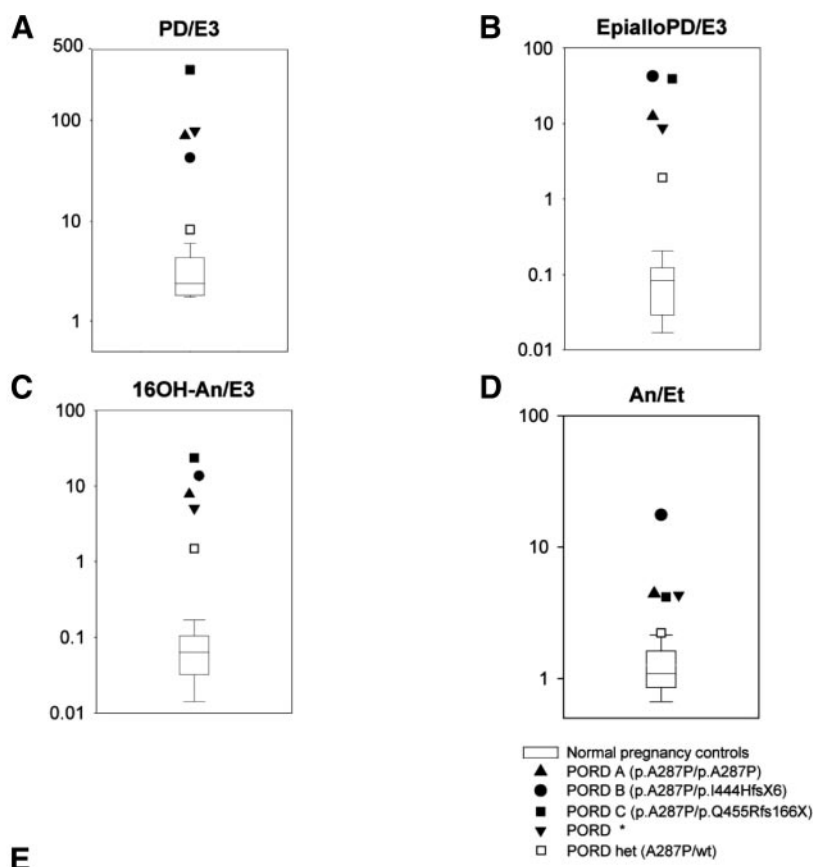 A
PD/E3
500
100
10
1
B
EpialloPD/E3
100
10
1
0.1
0.01
C
16OH-An/E3
100
10
1
0.1
0.01
D
An/Et
100
10
1
Normal pregnancy controls
PORD A (p.A287P/p.A287P)
PORD B (p.A287P/p.I444HfsX6)
PORD C (p.A287P/p.Q455Rfs166X)
PORD *
PORD het (A287P/wt)
E